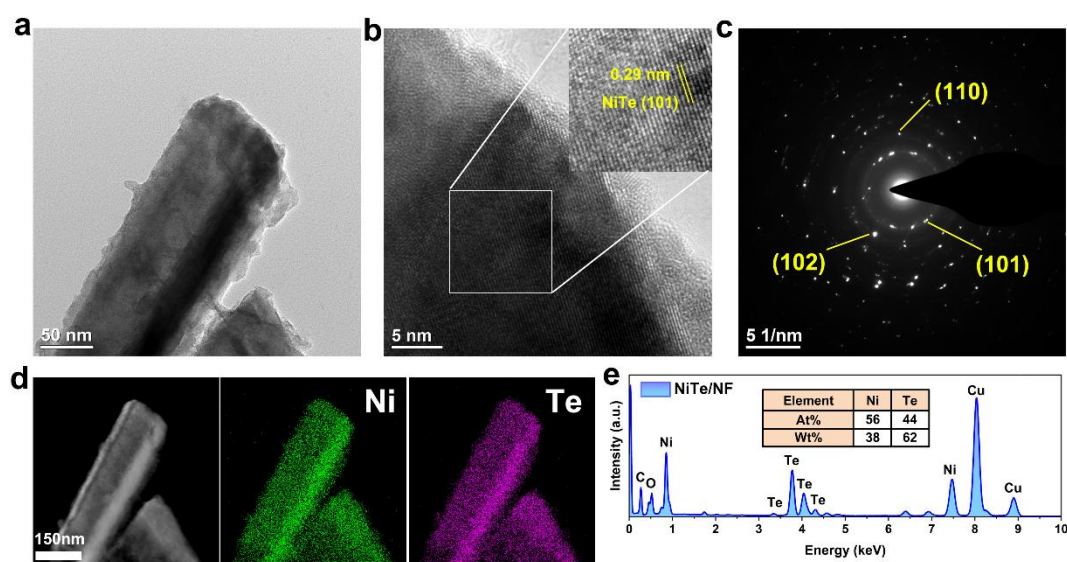 a
50 nm
b
0.29 nm
NiTe (101)
5 nm
c
(110)
(102)
(101)
5 1/nm
d
Ni
Te
150nm
e
NiTe/NF
Element Ni Te
At% 56 44
Wt% 38 62
Intensity (a.u.)
C
O
Ni
Te
Te
Te
Te
Ni
Cu
Cu
0 1 2 3 4 5 6 7 8 9 10
Energy (keV)